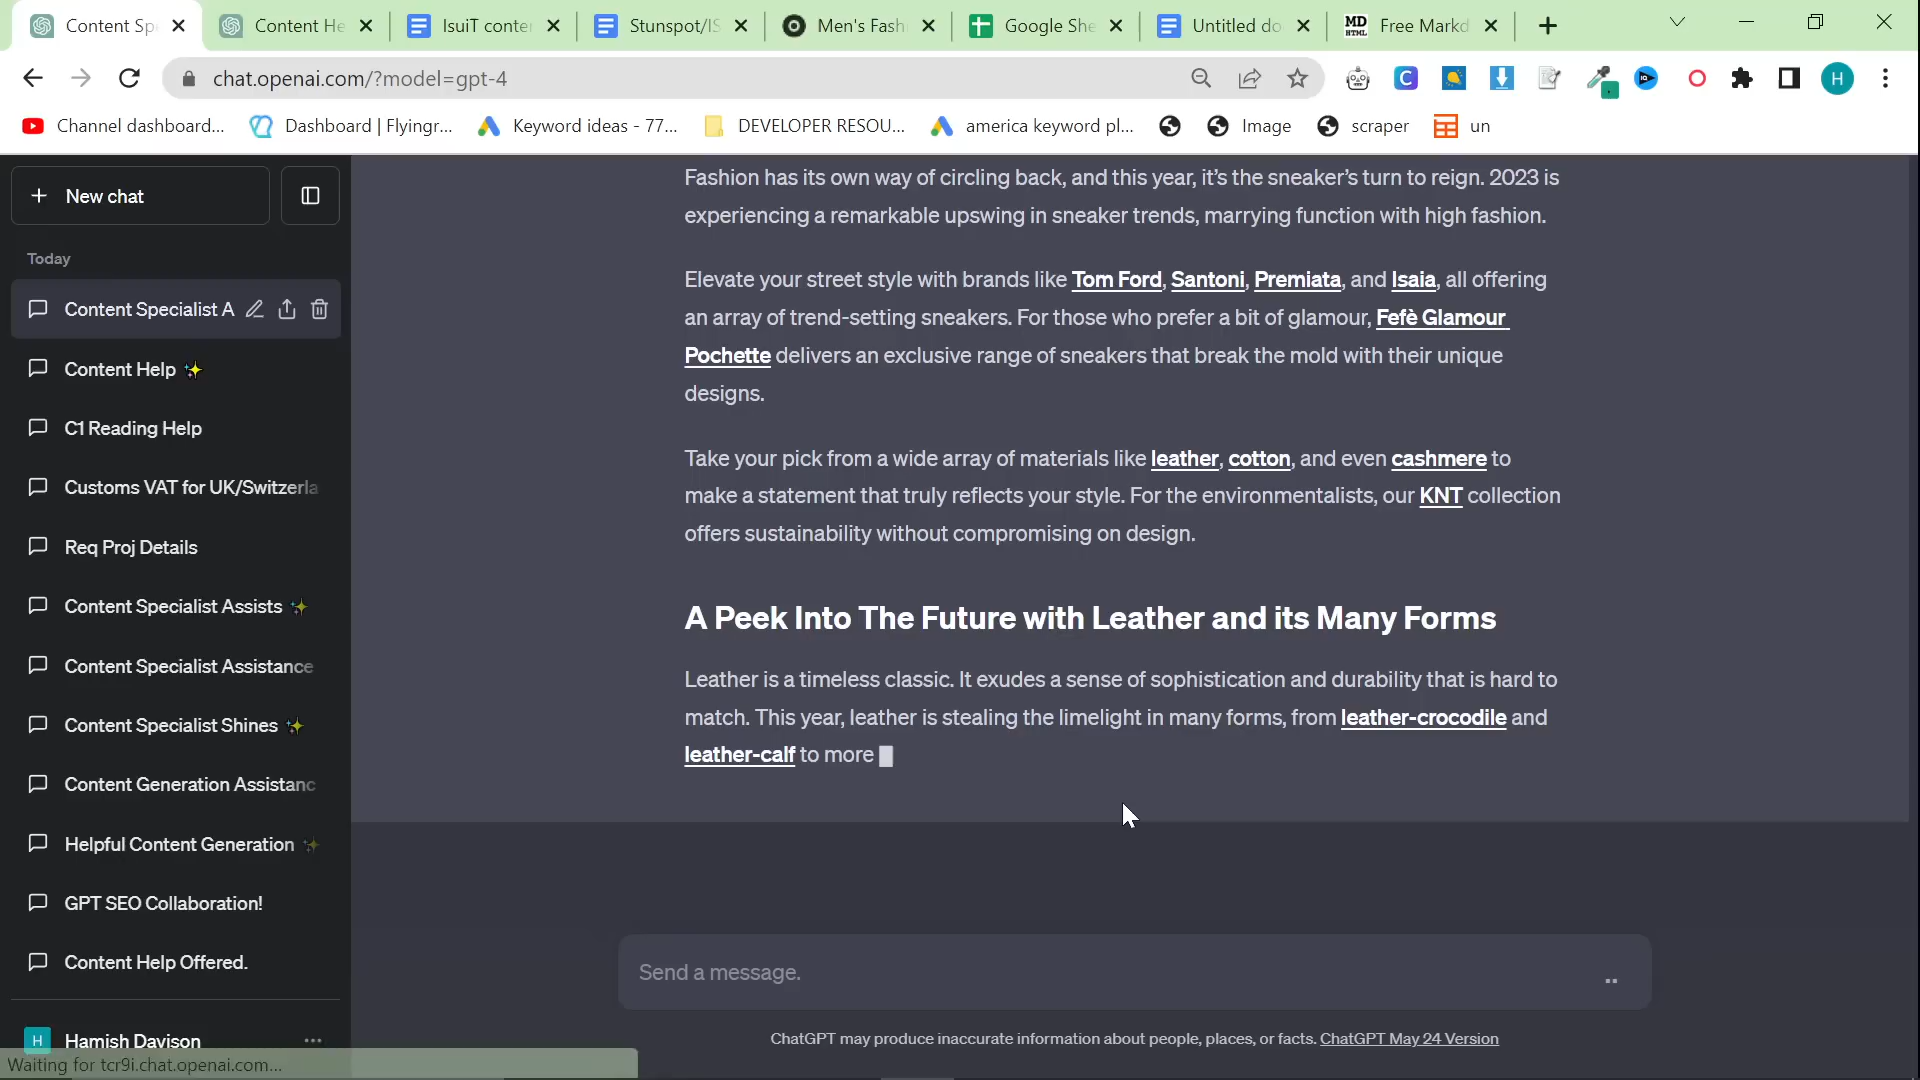 Content Sp
Content He
IsuiT conte
Stunspot/IS
Men's Fash
Google She
Untitled do
MD HTML Free Markd
chat.openai.com/?model=gpt-4
H
Channel dashboard...
Dashboard | Flyingr...
Keyword ideas - 77...
DEVELOPER RESOU...
america keyword pl...
Image
scraper
un
New chat
Today
Content Specialist A
Content Help ✨
C1 Reading Help
Customs VAT for UK/Switzerla
Req Proj Details
Content Specialist Assists ✨
Content Specialist Assistance
Content Specialist Shines ✨
Content Generation Assistanc
Helpful Content Generation ✨
GPT SEO Collaboration!
Content Help Offered.
H Hamish Davison ...
Waiting for tcr9i.chat.openai.com...
Fashion has its own way of circling back, and this year, it's the sneaker's turn to reign. 2023 is
experiencing a remarkable upswing in sneaker trends, marrying function with high fashion.
Elevate your street style with brands like Tom Ford, Santoni, Premiata, and Isaia, all offering
an array of trend-setting sneakers. For those who prefer a bit of glamour, Fefè Glamour
Pochette delivers an exclusive range of sneakers that break the mold with their unique
designs.
Take your pick from a wide array of materials like leather, cotton, and even cashmere to
make a statement that truly reflects your style. For the environmentalists, our KNT collection
offers sustainability without compromising on design.
A Peek Into The Future with Leather and its Many Forms
Leather is a timeless classic. It exudes a sense of sophistication and durability that is hard to
match. This year, leather is stealing the limelight in many forms, from leather-crocodile and
leather-calf to more
Send a message.
ChatGPT may produce inaccurate information about people, places, or facts. ChatGPT May 24 Version